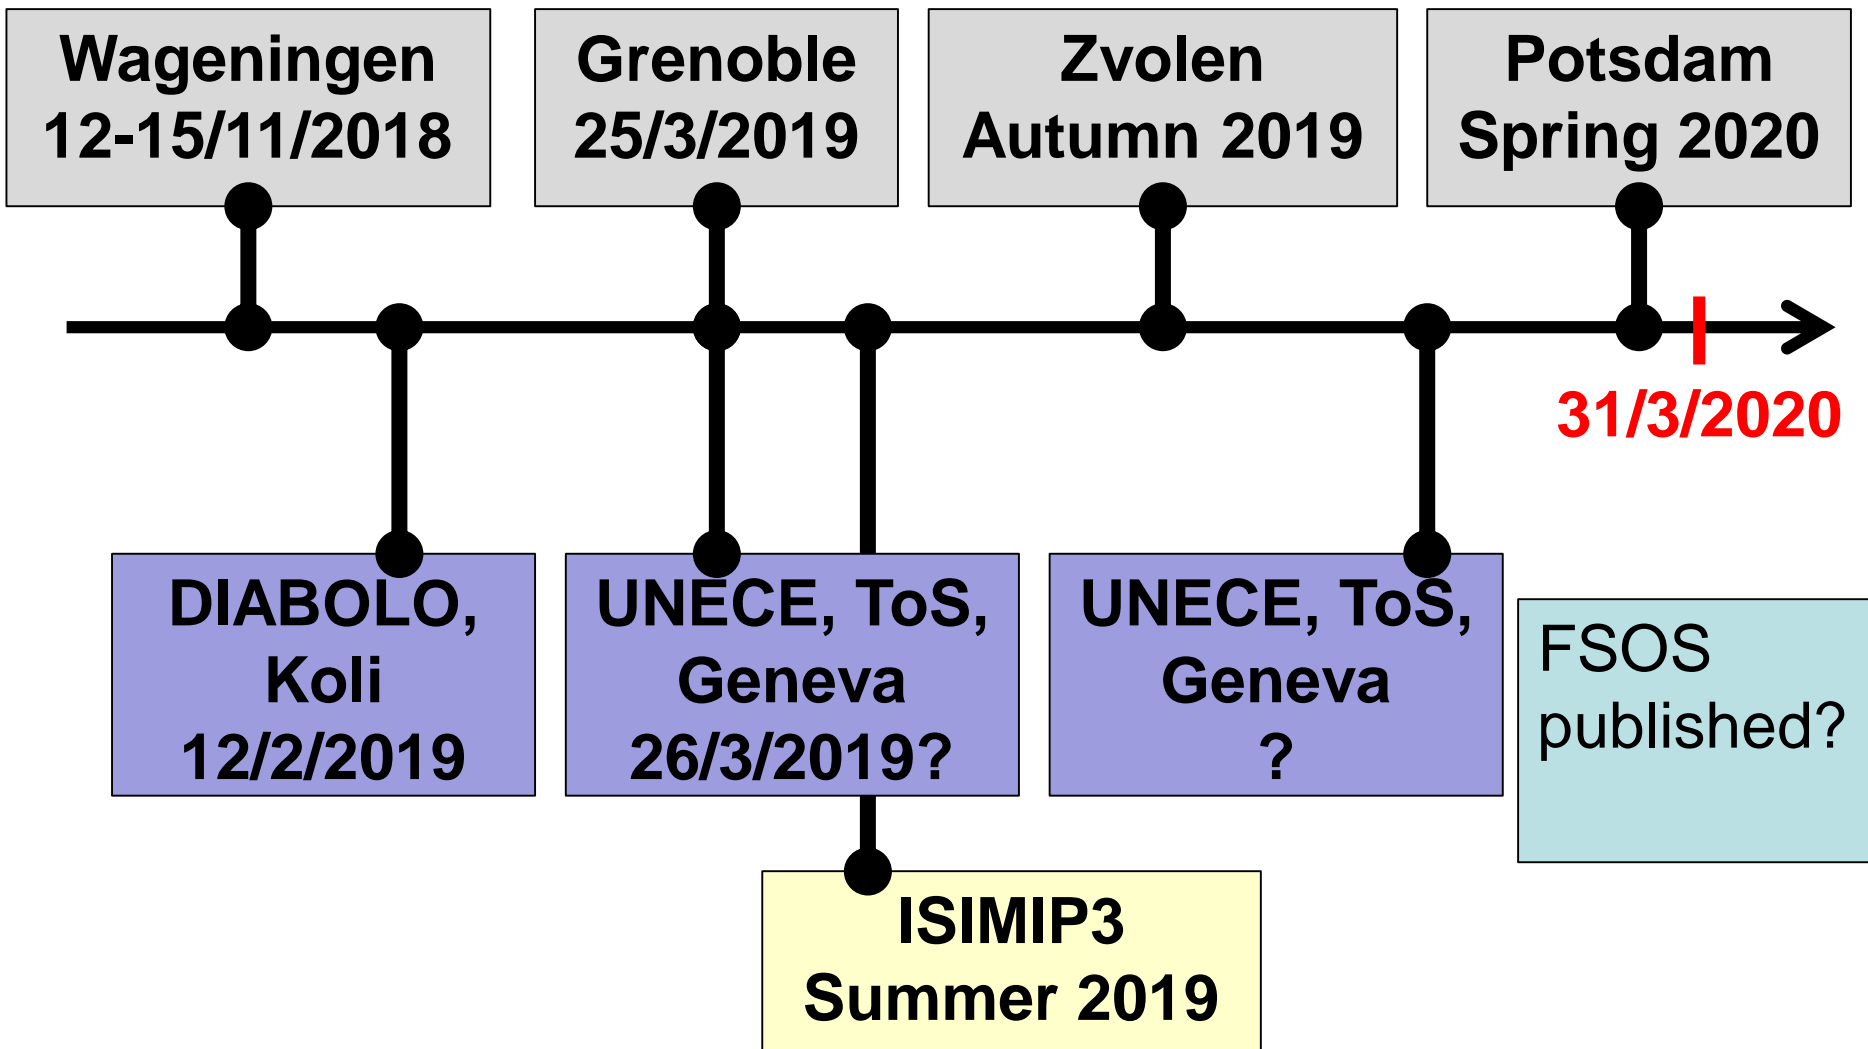 Wageningen
12-15/11/2018
Grenoble
25/3/2019
Zvolen
Autumn 2019
Potsdam
Spring 2020
31/3/2020
DIABOLO,
Koli
12/2/2019
UNECE, ToS,
Geneva
26/3/2019?
UNECE, ToS,
Geneva
?
FSOS
published?
ISIMIP3
Summer 2019